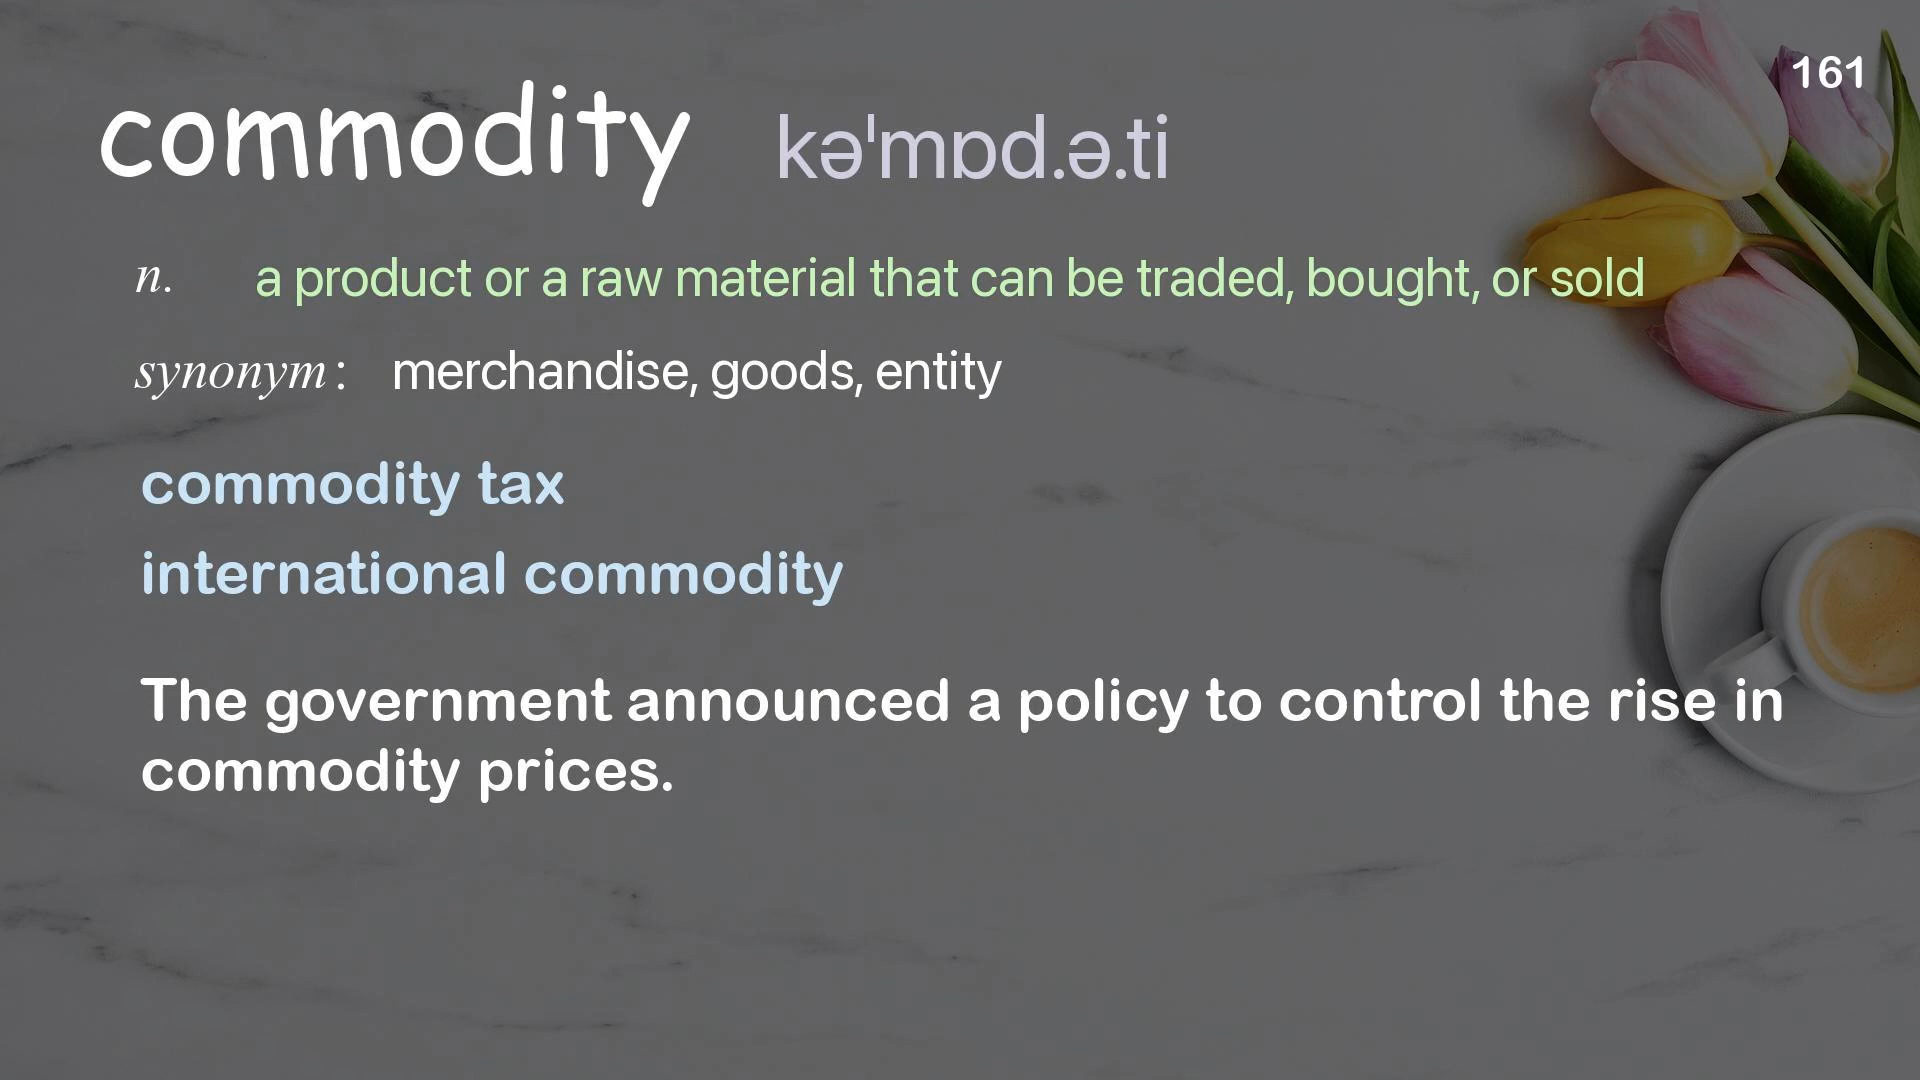 161
commodity kəˈmɒd.ə.ti
n. a product or a raw material that can be traded, bought, or sold
synonym : merchandise, goods, entity
commodity tax
international commodity
The government announced a policy to control the rise in
commodity prices.